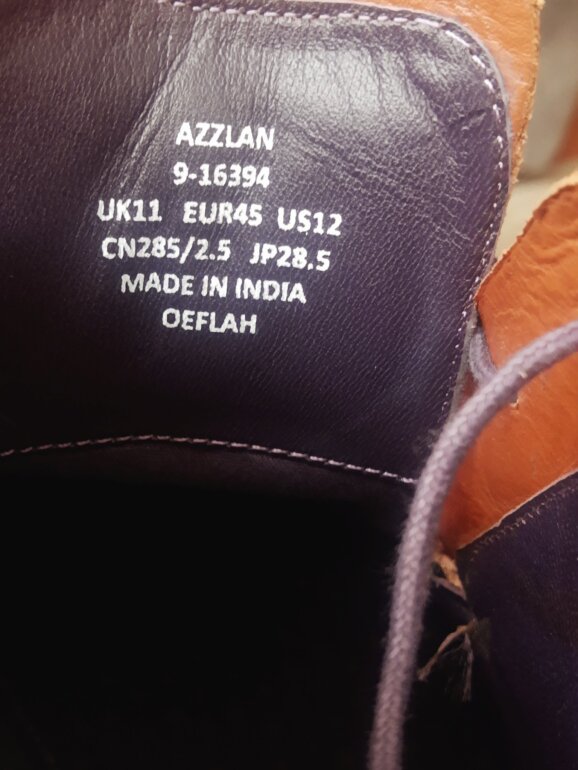 AZZLAN
9-16394
UK11 EUR45 US12
CN285/2.5 JP28.5
MADE IN INDIA
OEFLAH